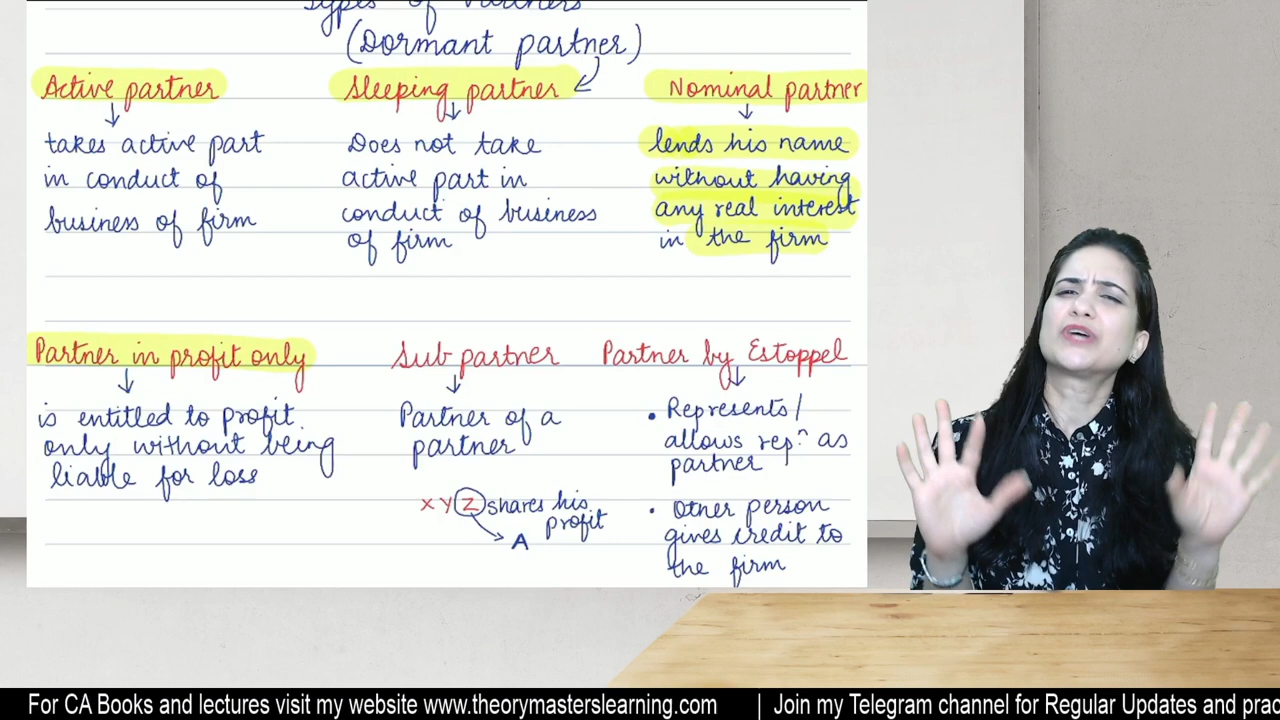 Types of Partners
(Dormant partner)
Active partner
takes active part
in conduct of
business of firm
Sleeping partner
Does not take
active part in
conduct of business
of firm
Nominal partner
lends his name
without having
any real interest
in the firm
Partner in profit only
is entitled to profit
only without being
liable for loss
Sub partner
Partner of a
partner
X Y Z shares his
profit
A
Partner by Estoppel
• Represents/
allows repⁿ as
partner
• Other person
gives credit to
the firm
For CA Books and lectures visit my website www.theorymasterslearning.com | Join my Telegram channel for Regular Updates and prac